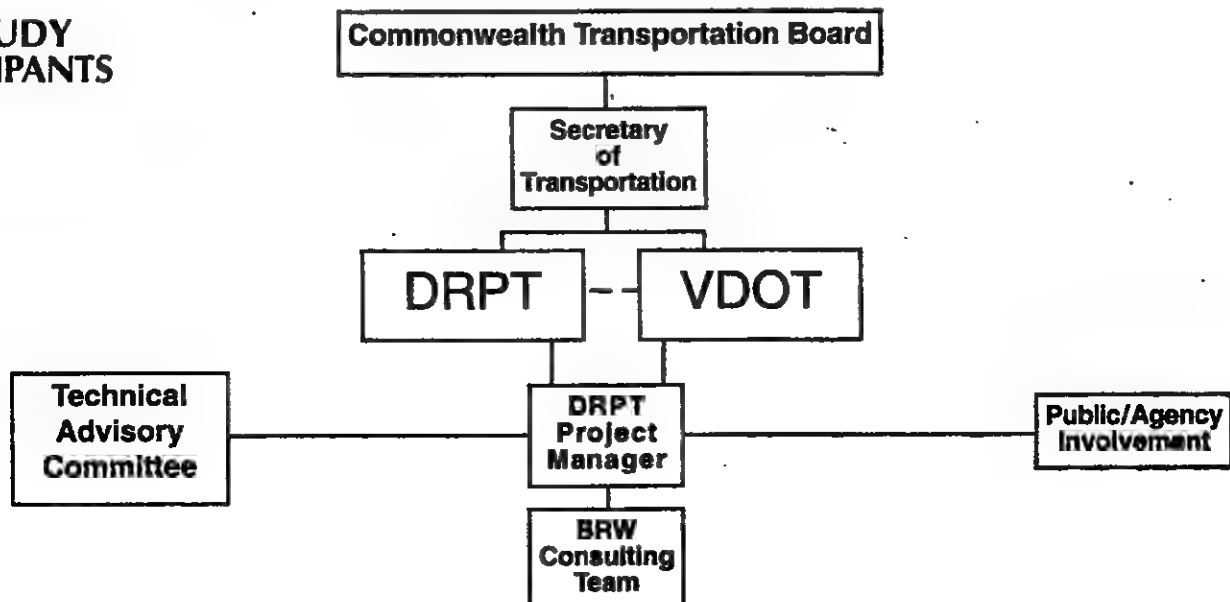 UDY
IPANTS
Commonwealth Transportation Board
Secretary
of
Transportation
DRPT
VDOT
Technical
Advisory
Committee
DRPT
Project
Manager
Public/Agency
Involvement
BRW
Consulting
Team